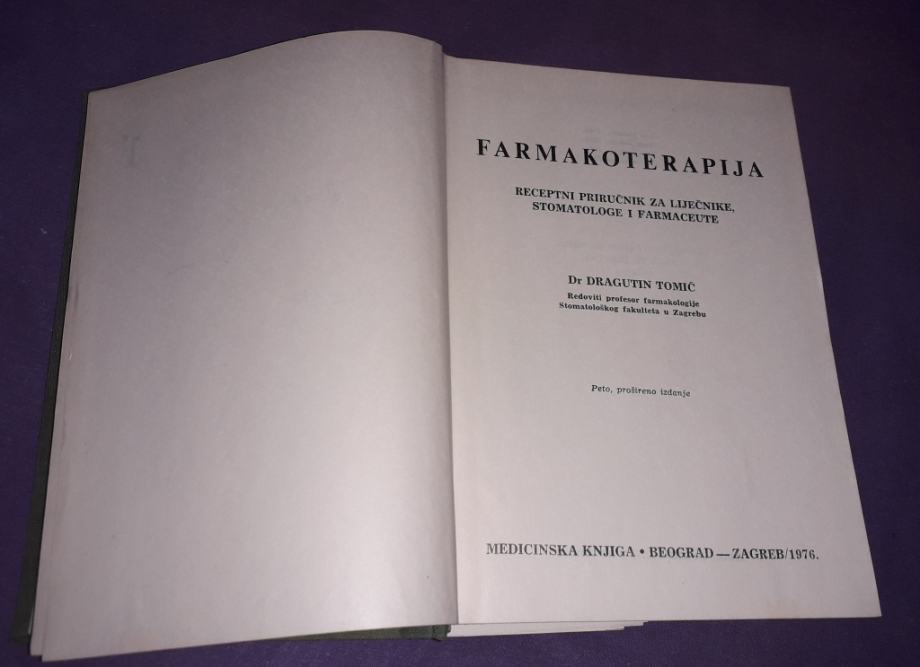 FARMAKOTERAPIJA
RECEPTNI PRIRUČNIK ZA LIJEČNIKE,
STOMATOLOGE I FARMACEUTE
Dr DRAGUTIN TOMIĆ
Redoviti profesor farmakologije
Stomatološkog fakulteta u Zagrebu
Peto, prošireno izdanje
MEDICINSKA KNJIGA • BEOGRAD — ZAGREB/1976.